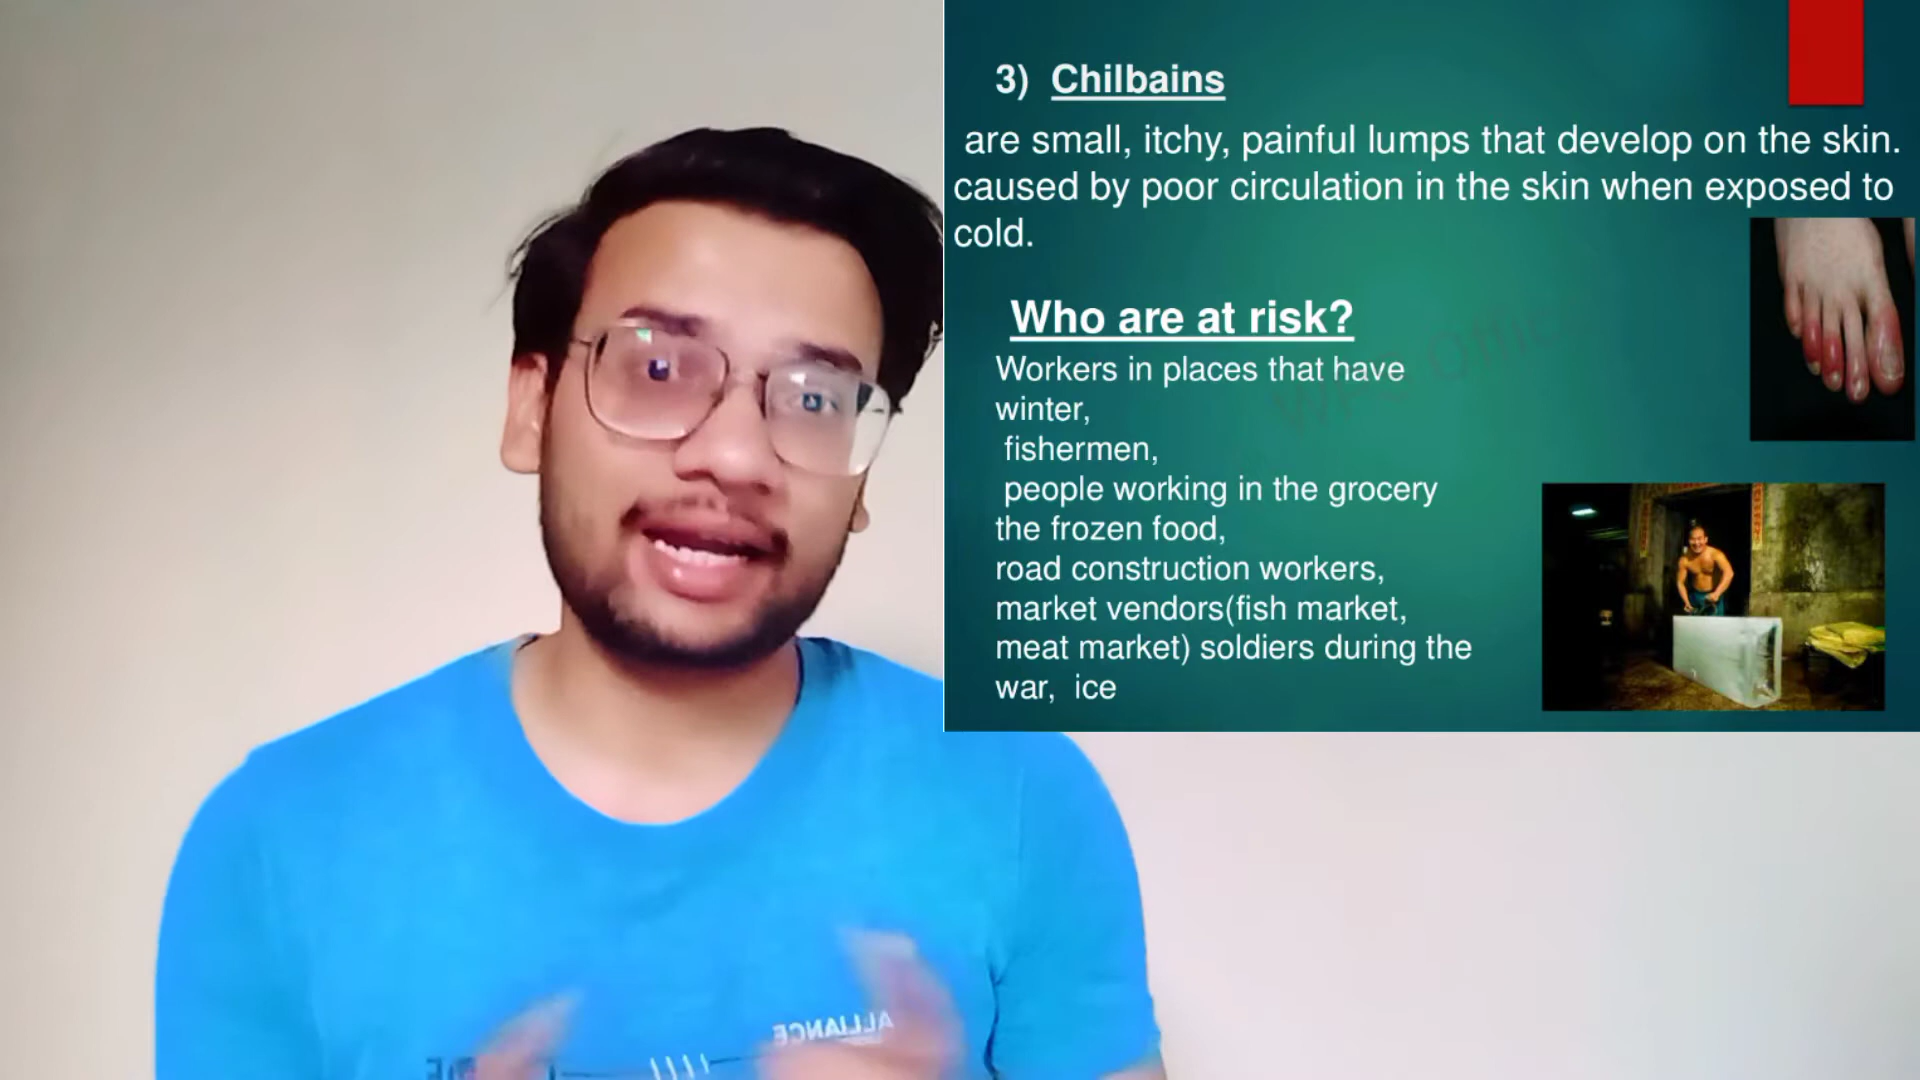 3) Chilbains
are small, itchy, painful lumps that develop on the skin.
caused by poor circulation in the skin when exposed to
cold.
Who are at risk?
Workers in places that have
winter,
fishermen,
people working in the grocery
the frozen food,
road construction workers,
market vendors(fish market,
meat market) soldiers during the
war, ice
WPS Office
ALLIANCE